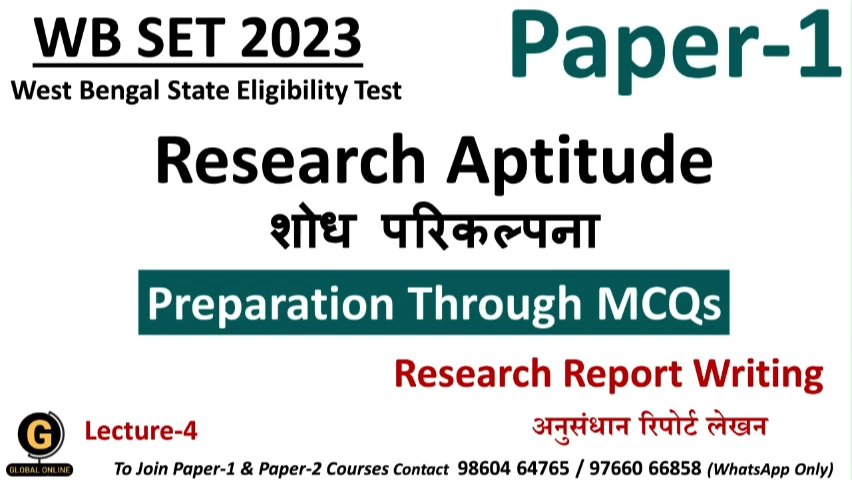 WB SET 2023
Paper-1
West Bengal State Eligibility Test
Research Aptitude
शोध परिकल्पना
Preparation Through MCQs
Research Report Writing
Lecture-4
अनुसंधान रिपोर्ट लेखन
G
GLOBAL ONLINE
To Join Paper-1 & Paper-2 Courses Contact 98604 64765 / 97660 66858 (WhatsApp Only)